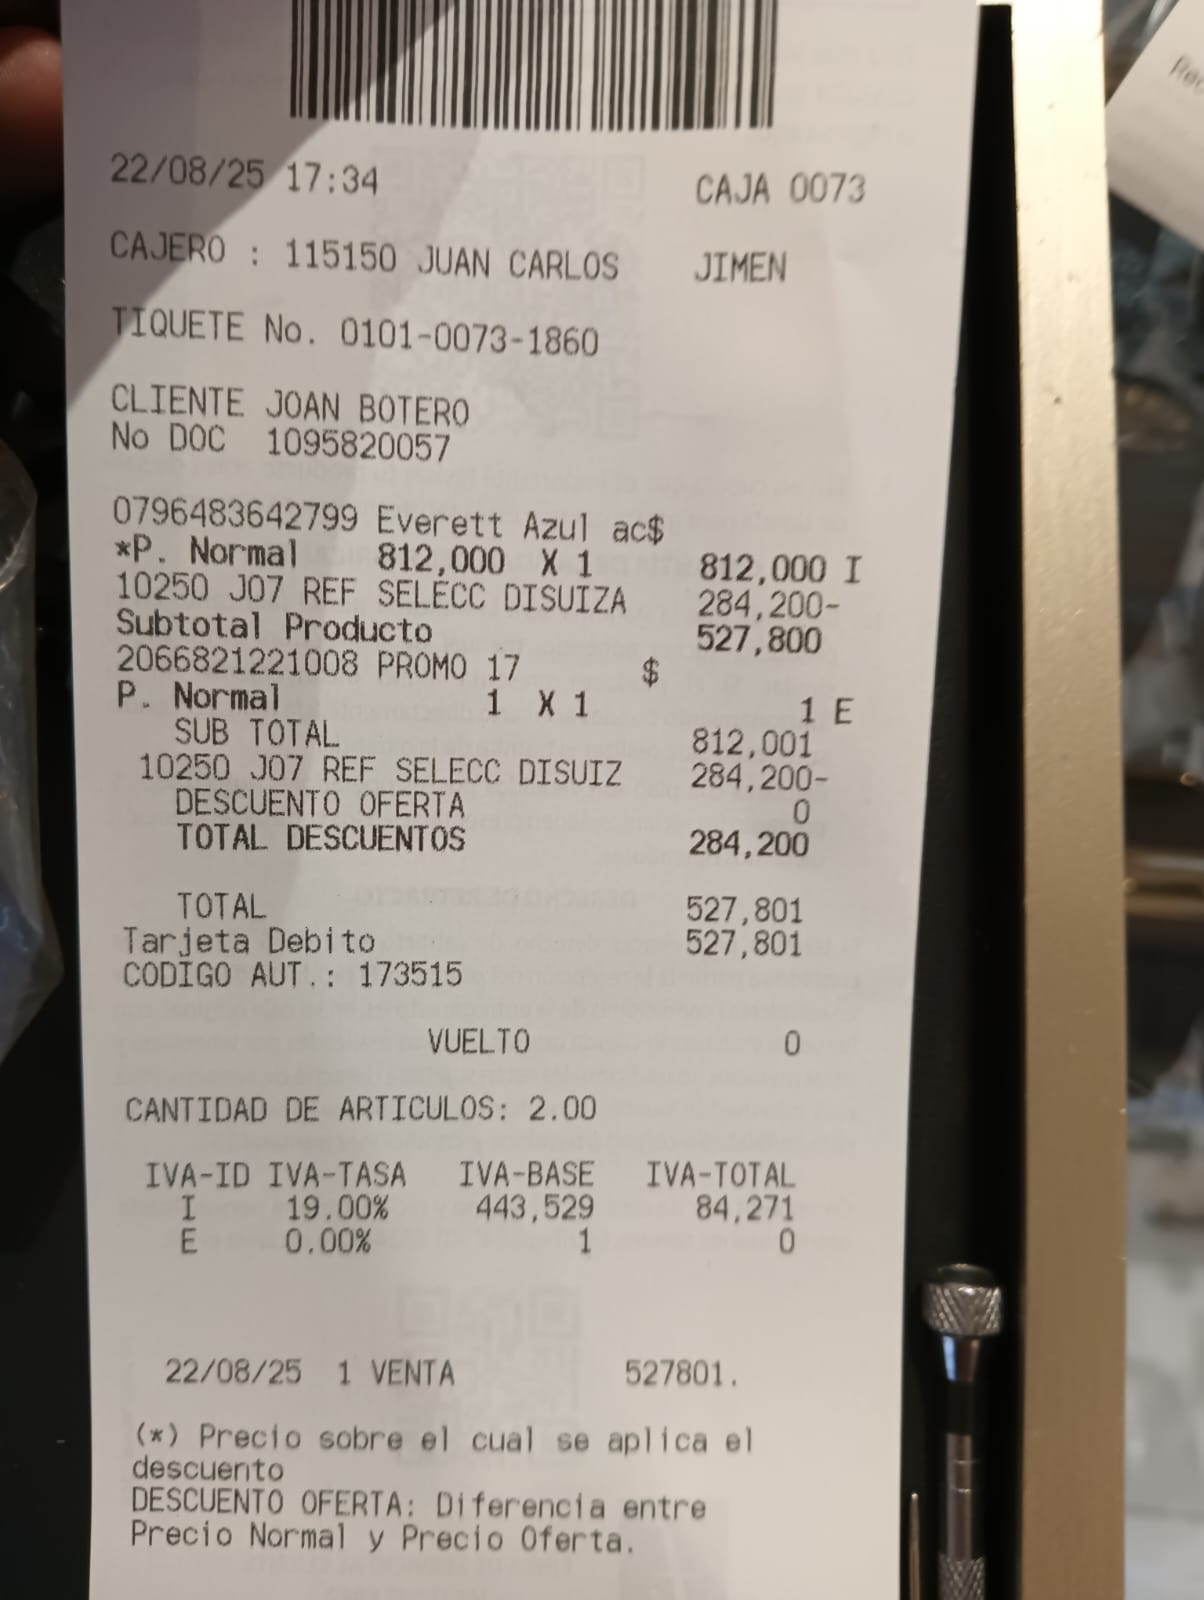 22/08/25 17:34 CAJA 0073
CAJERO : 115150 JUAN CARLOS JIMEN
TIQUETE No. 0101-0073-1860
CLIENTE JOAN BOTERO
No DOC 1095820057
0796483642799 Everett Azul ac$
*P. Normal 812,000 X 1 812,000 I
10250 J07 REF SELECC DISUIZA 284,200-
Subtotal Producto 527,800
2066821221008 PROMO 17 $
P. Normal 1 X 1 1 E
SUB TOTAL 812,001
10250 J07 REF SELECC DISUIZ 284,200-
DESCUENTO OFERTA 0
TOTAL DESCUENTOS 284,200
TOTAL 527,801
Tarjeta Debito 527,801
CODIGO AUT.: 173515
VUELTO 0
CANTIDAD DE ARTICULOS: 2.00
IVA-ID IVA-TASA IVA-BASE IVA-TOTAL
I 19.00% 443,529 84,271
E 0.00% 1 0
22/08/25 1 VENTA 527801.
(*) Precio sobre el cual se aplica el
descuento
DESCUENTO OFERTA: Diferencia entre
Precio Normal y Precio Oferta.